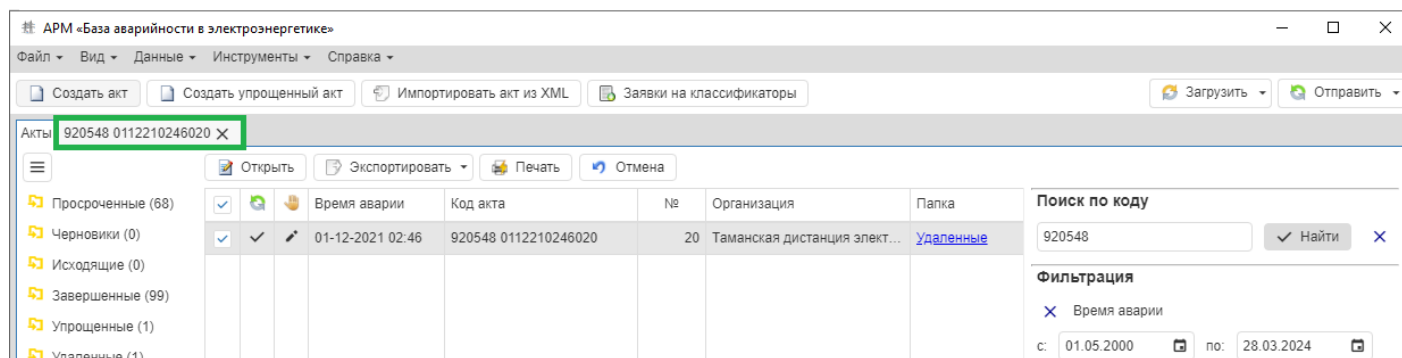 АРМ «База аварийности в электроэнергетике»
Файл Вид Данные Инструменты Справка
Создать акт Создать упрощенный акт Импортировать акт из XML Заявки на классификаторы Загрузить Отправить
Акты 920548 0112210246020
Открыть Экспортировать Печать Отмена
Просроченные (68)
Черновики (0)
Исходящие (0)
Завершенные (99)
Упрощенные (1)
Удаленные (1)
Время аварии Код акта № Организация Папка
01-12-2021 02:46 920548 0112210246020 20 Таманская дистанция элект... Удаленные
Поиск по коду
920548 Найти
Фильтрация
Время аварии
с: 01.05.2000 по: 28.03.2024